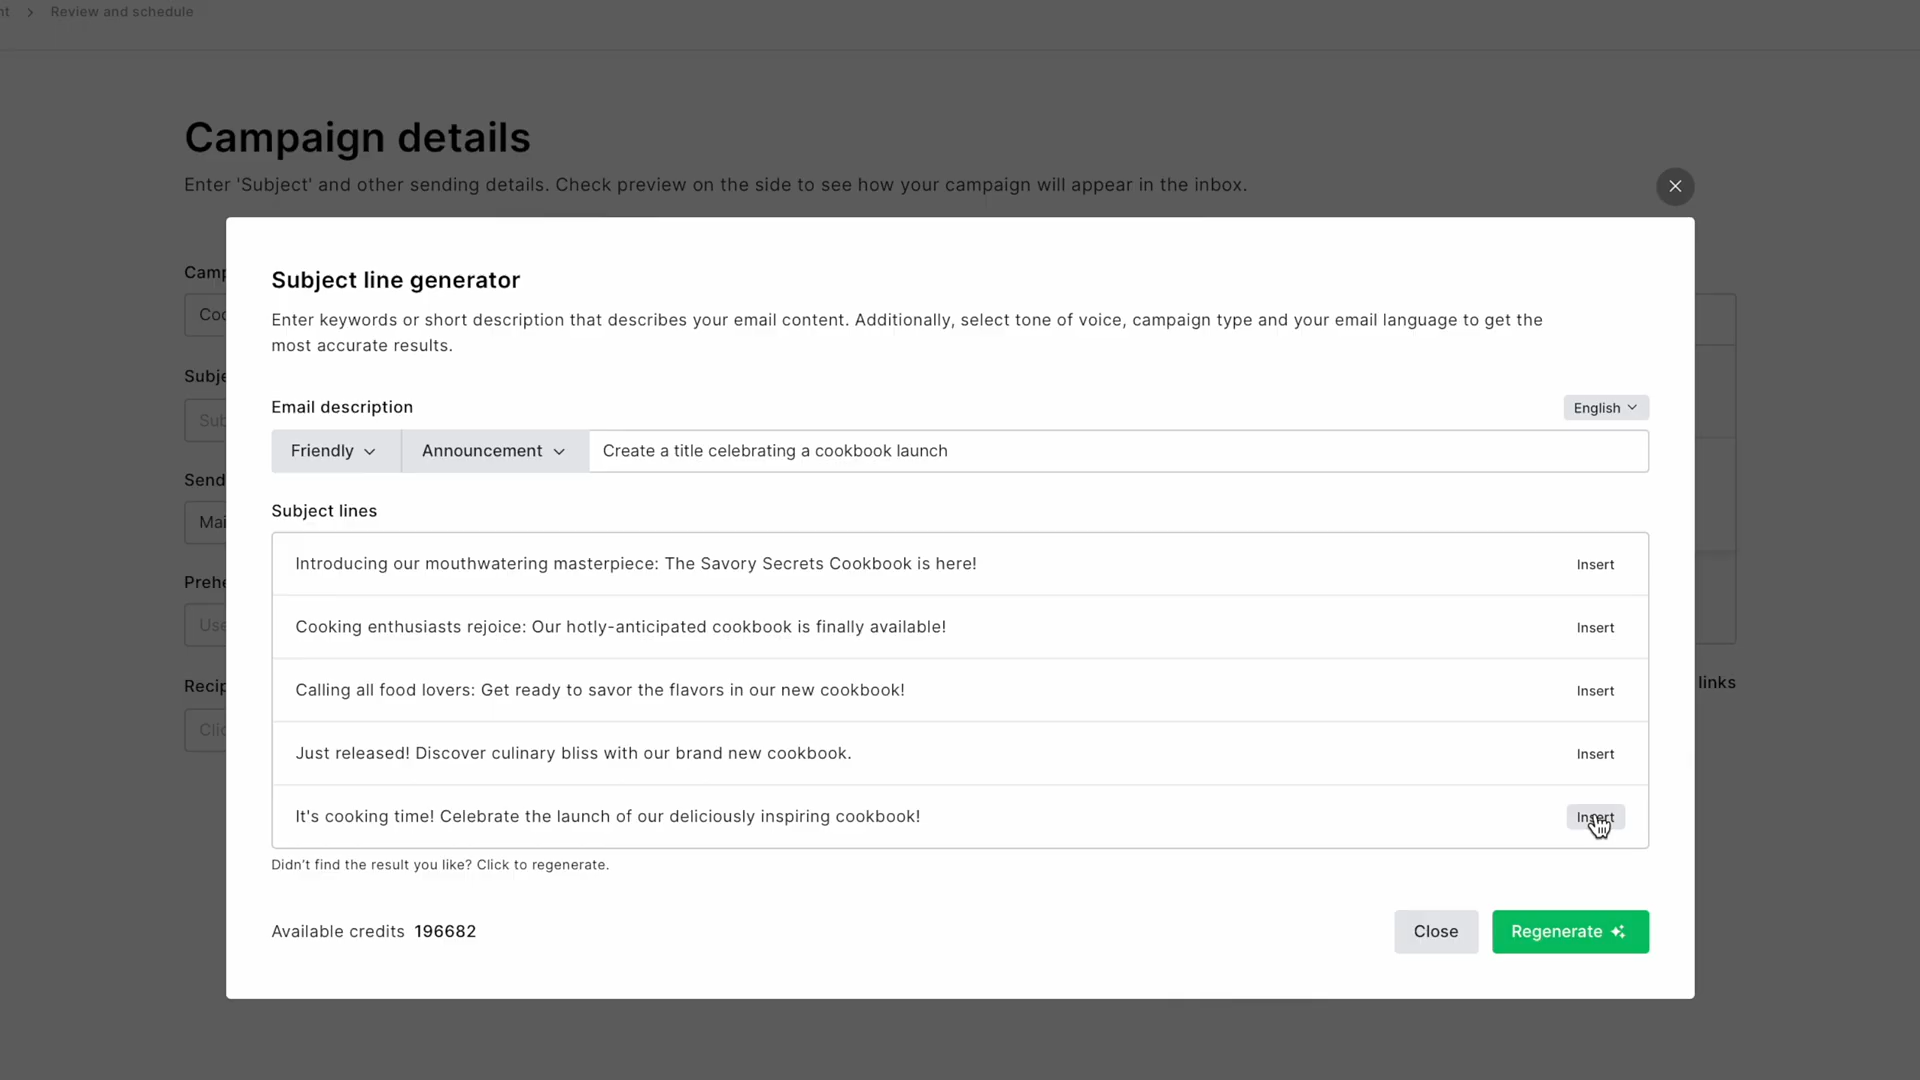 Review and schedule
Campaign details
Enter 'Subject' and other sending details. Check preview on the side to see how your campaign will appear in the inbox.
Subject line generator
Enter keywords or short description that describes your email content. Additionally, select tone of voice, campaign type and your email language to get the
most accurate results.
Email description
English
Friendly
Announcement
Create a title celebrating a cookbook launch
Subject lines
Introducing our mouthwatering masterpiece: The Savory Secrets Cookbook is here!
Insert
Cooking enthusiasts rejoice: Our hotly-anticipated cookbook is finally available!
Insert
Calling all food lovers: Get ready to savor the flavors in our new cookbook!
Insert
links
Just released! Discover culinary bliss with our brand new cookbook.
Insert
It's cooking time! Celebrate the launch of our deliciously inspiring cookbook!
Insert
Didn't find the result you like? Click to regenerate.
Available credits 196682
Close
Regenerate